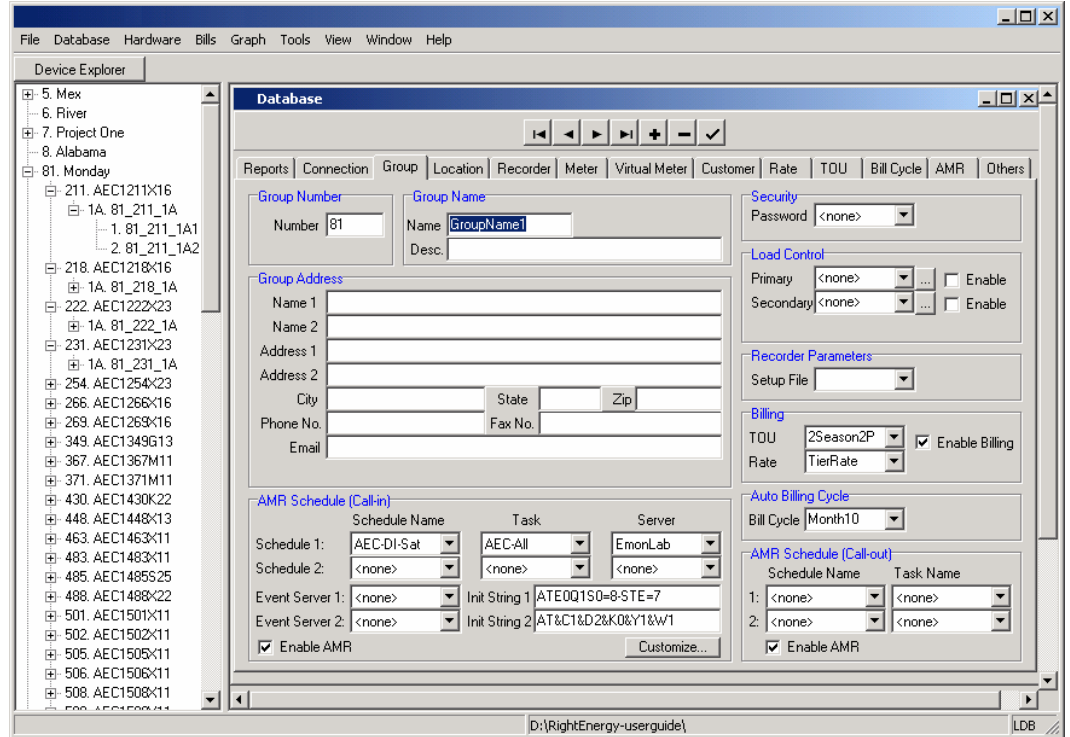 File Database Hardware Bills Graph Tools View Window Help
Device Explorer
5. Mex
6. River
7. Project One
8. Alabama
81. Monday
211. AEC1211X16
1A. 81_211_1A
1. 81_211_1A1
2. 81_211_1A2
218. AEC1218X16
1A. 81_218_1A
222. AEC1222X23
1A. 81_222_1A
231. AEC1231X23
1A. 81_231_1A
254. AEC1254X23
266. AEC1266X16
269. AEC1269X16
349. AEC1349G13
367. AEC1367M11
371. AEC1371M11
430. AEC1430K22
448. AEC1448X13
463. AEC1463X11
483. AEC1483X11
485. AEC1485S25
488. AEC1488X22
501. AEC1501X11
502. AEC1502X11
505. AEC1505X11
506. AEC1506X11
508. AEC1508X11
Database
Reports Connection Group Location Recorder Meter Virtual Meter Customer Rate TOU Bill Cycle AMR Others
Group Number
Number 81
Group Name
Name GroupName1
Desc.
Group Address
Name 1
Name 2
Address 1
Address 2
City State Zip
Phone No. Fax No.
Email
AMR Schedule (Call-in)
Schedule Name Task Server
Schedule 1: AEC-DI-Sat AEC-All EmonLab
Schedule 2: <none> <none> <none>
Event Server 1: <none> Init String 1 ATE0Q1S0=8-STE=7
Event Server 2: <none> Init String 2 AT&C1&D2&K0&Y1&W1
Enable AMR Customize...
Security
Password <none>
Load Control
Primary <none> ... Enable
Secondary <none> ... Enable
Recorder Parameters
Setup File
Billing
TOU 2Season2P Enable Billing
Rate TierRate
Auto Billing Cycle
Bill Cycle Month10
AMR Schedule (Call-out)
Schedule Name Task Name
1: <none> <none>
2: <none> <none>
Enable AMR
D:\RightEnergy-userguide\ LDB